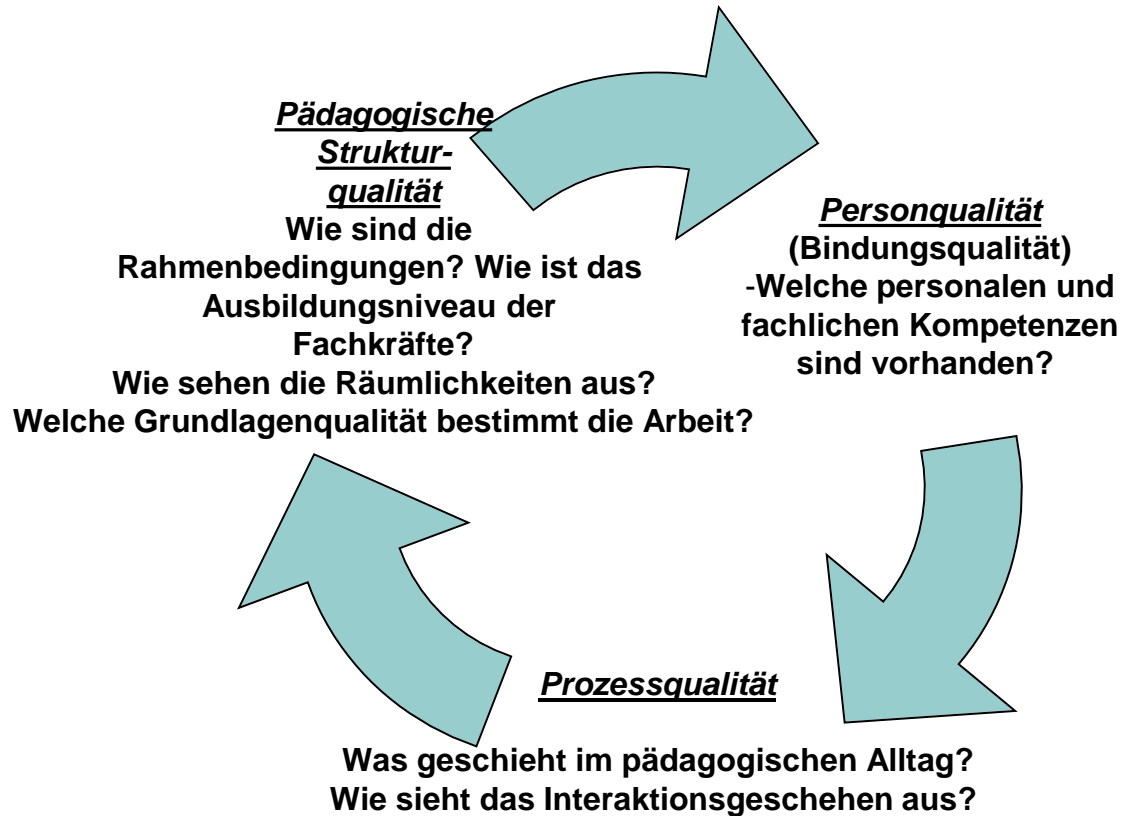 Pädagogische
Struktur-
qualität
Wie sind die
Rahmenbedingungen? Wie ist das
Ausbildungsniveau der
Fachkräfte?
Wie sehen die Räumlichkeiten aus?
Welche Grundlagenqualität bestimmt die Arbeit?
Personqualität
(Bindungsqualität)
-Welche personalen und
fachlichen Kompetenzen
sind vorhanden?
Prozessqualität
Was geschieht im pädagogischen Alltag?
Wie sieht das Interaktionsgeschehen aus?